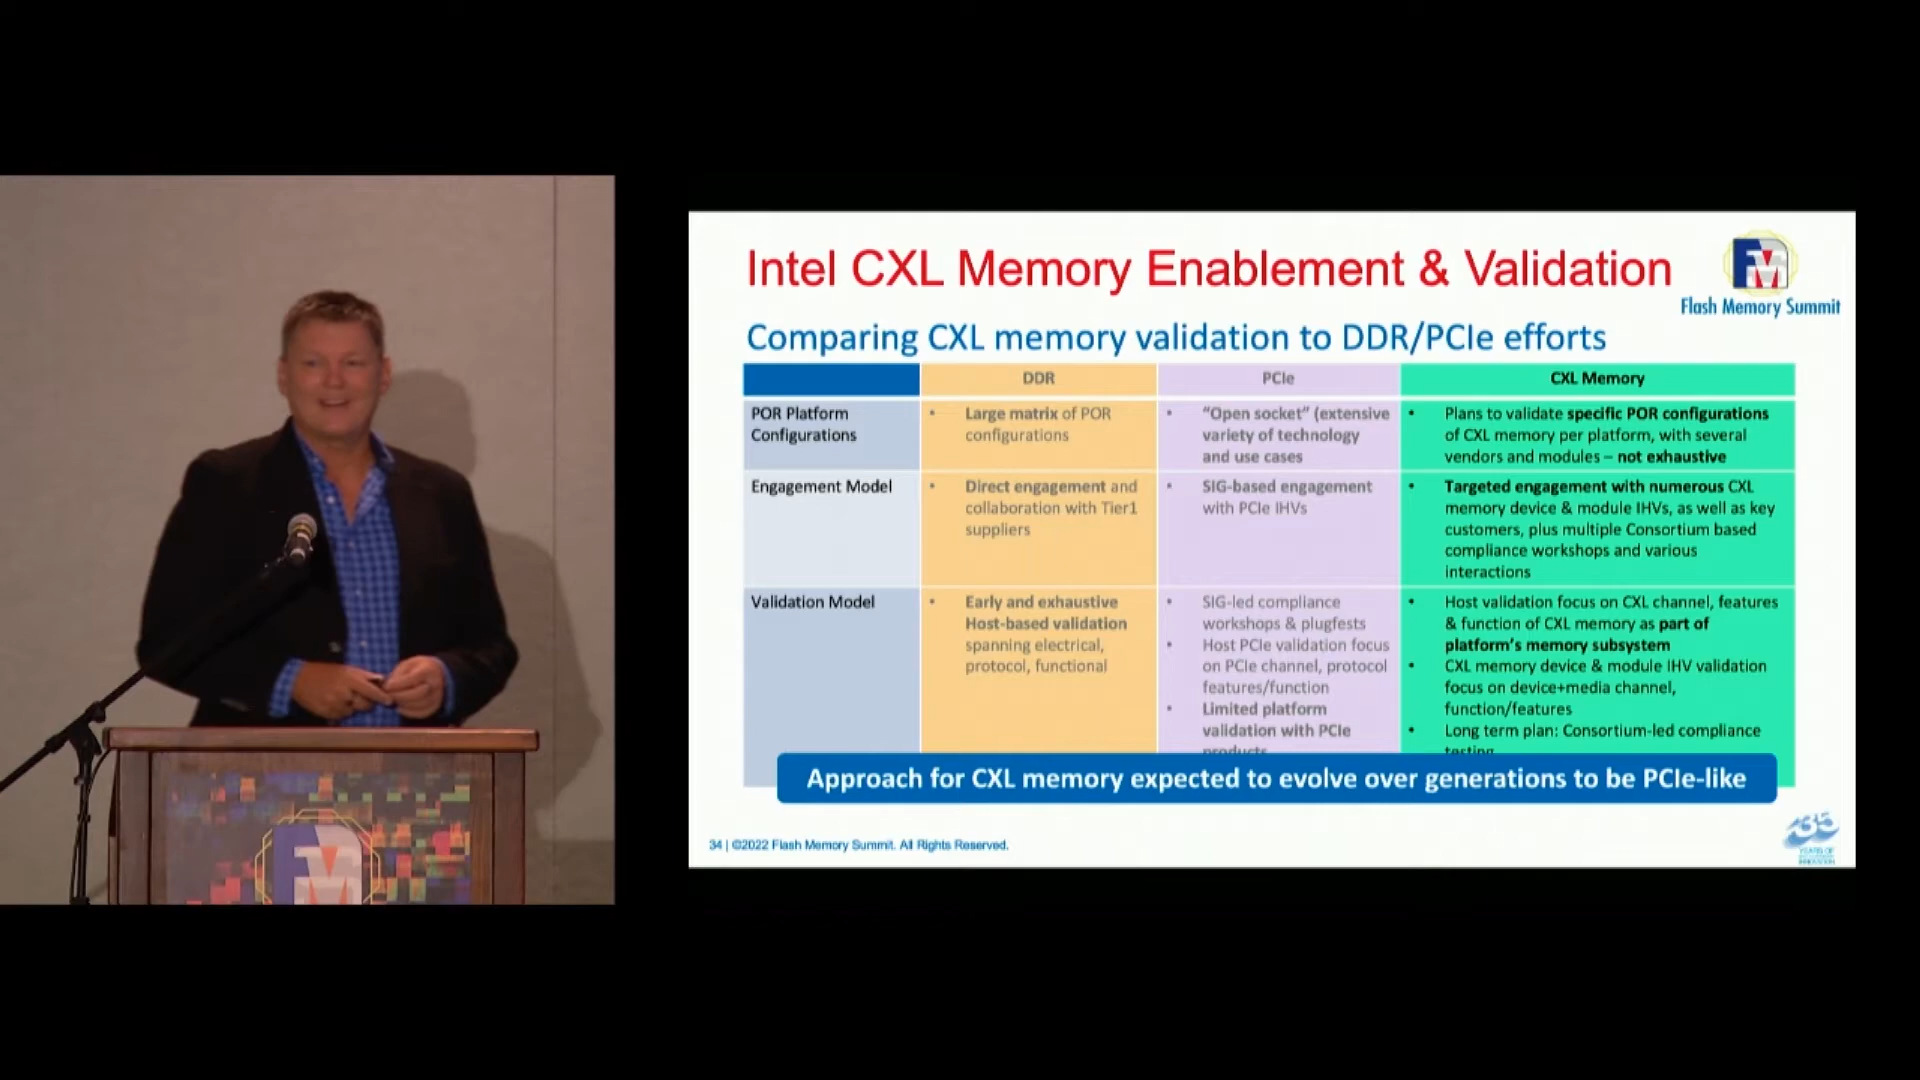 Intel CXL Memory Enablement & Validation
Flash Memory Summit
Comparing CXL memory validation to DDR/PCIe efforts
DDR
PCIe
CXL Memory
POR Platform
Configurations
• Large matrix of POR
configurations
• “Open socket” (extensive
variety of technology
and use cases
• Plans to validate specific POR configurations
of CXL memory per platform, with several
vendors and modules – not exhaustive
Engagement Model
• Direct engagement and
collaboration with Tier1
suppliers
• SIG-based engagement
with PCIe IHVs
• Targeted engagement with numerous CXL
memory device & module IHVs, as well as key
customers, plus multiple Consortium based
compliance workshops and various
interactions
Validation Model
• Early and exhaustive
Host-based validation
spanning electrical,
protocol, functional
• SIG-led compliance
workshops & plugfests
• Host PCIe validation focus
on PCIe channel, protocol
features/function
• Limited platform
validation with PCIe
products
• Host validation focus on CXL channel, features
& function of CXL memory as part of
platform’s memory subsystem
• CXL memory device & module IHV validation
focus on device+media channel,
function/features
• Long term plan: Consortium-led compliance
testing
Approach for CXL memory expected to evolve over generations to be PCIe-like
34 | ©2022 Flash Memory Summit. All Rights Reserved.
35
YEARS OF